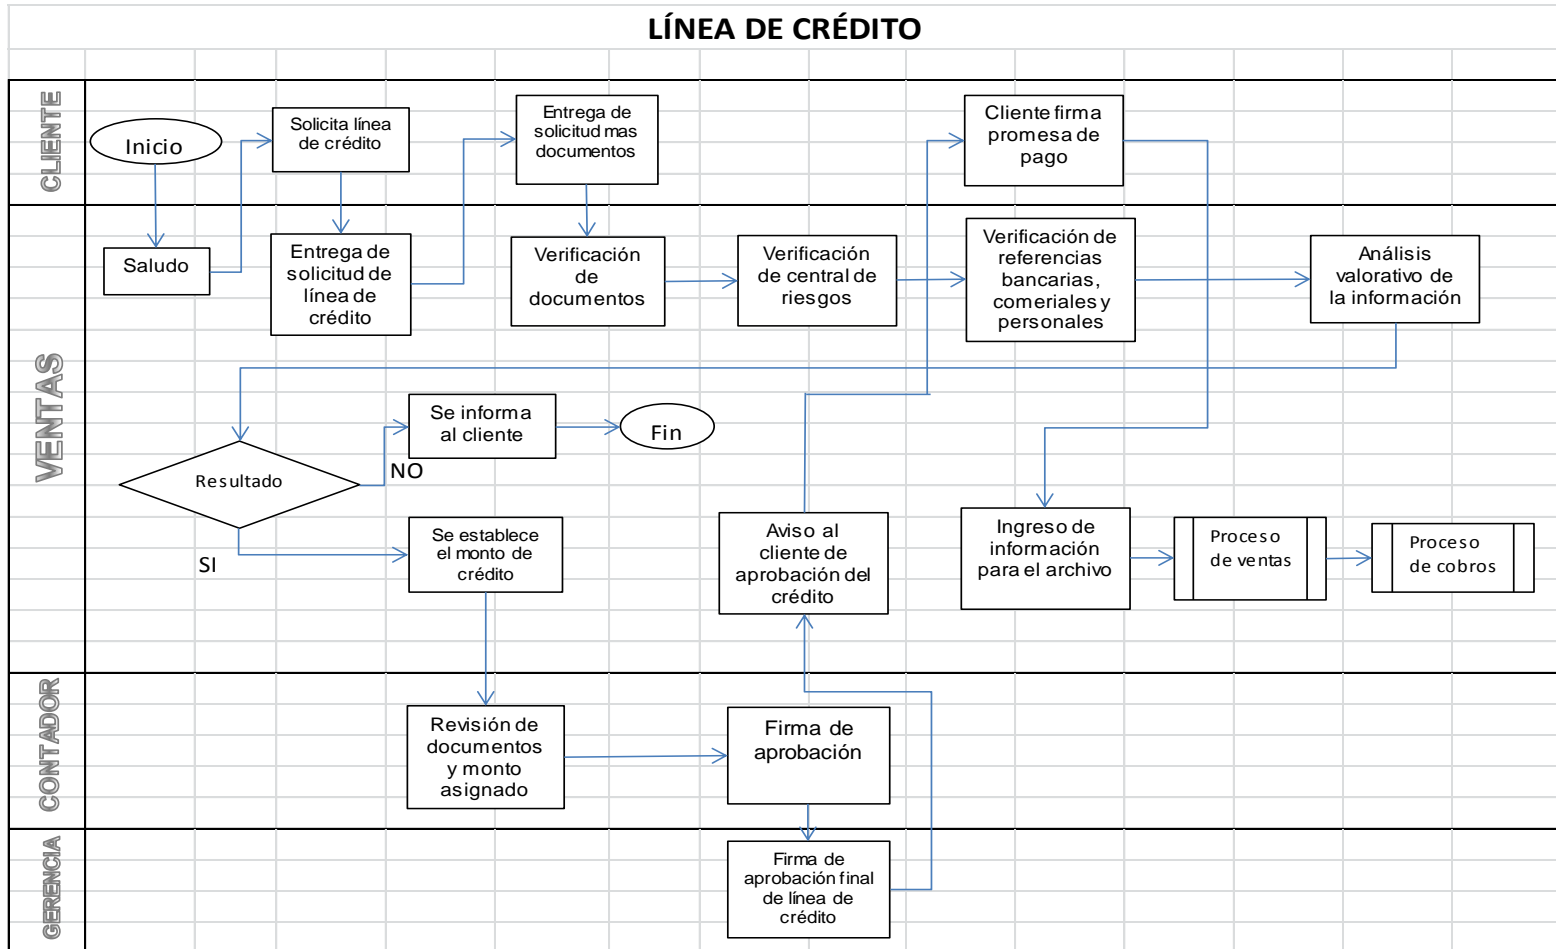 LÍNEA DE CRÉDITO
CLIENTE
Inicio
Solicita línea
de crédito
Entrega de
solicitud mas
documentos
Cliente firma
promesa de
pago
VENTAS
Saludo
Entrega de
solicitud de
línea de
crédito
Verificación
de
documentos
Verificación
de central de
riesgos
Verificación de
referencias
bancarias,
comeriales y
personales
Análisis
valorativo de
la información
Resultado
NO
Se informa
al cliente
Fin
SI
Se establece
el monto de
crédito
Aviso al
cliente de
aprobación del
crédito
Ingreso de
información
para el archivo
Proceso
de ventas
Proceso
de cobros
CONTADOR
Revisión de
documentos
y monto
asignado
Firma de
aprobación
GERENCIA
Firma de
aprobación final
de línea de
crédito